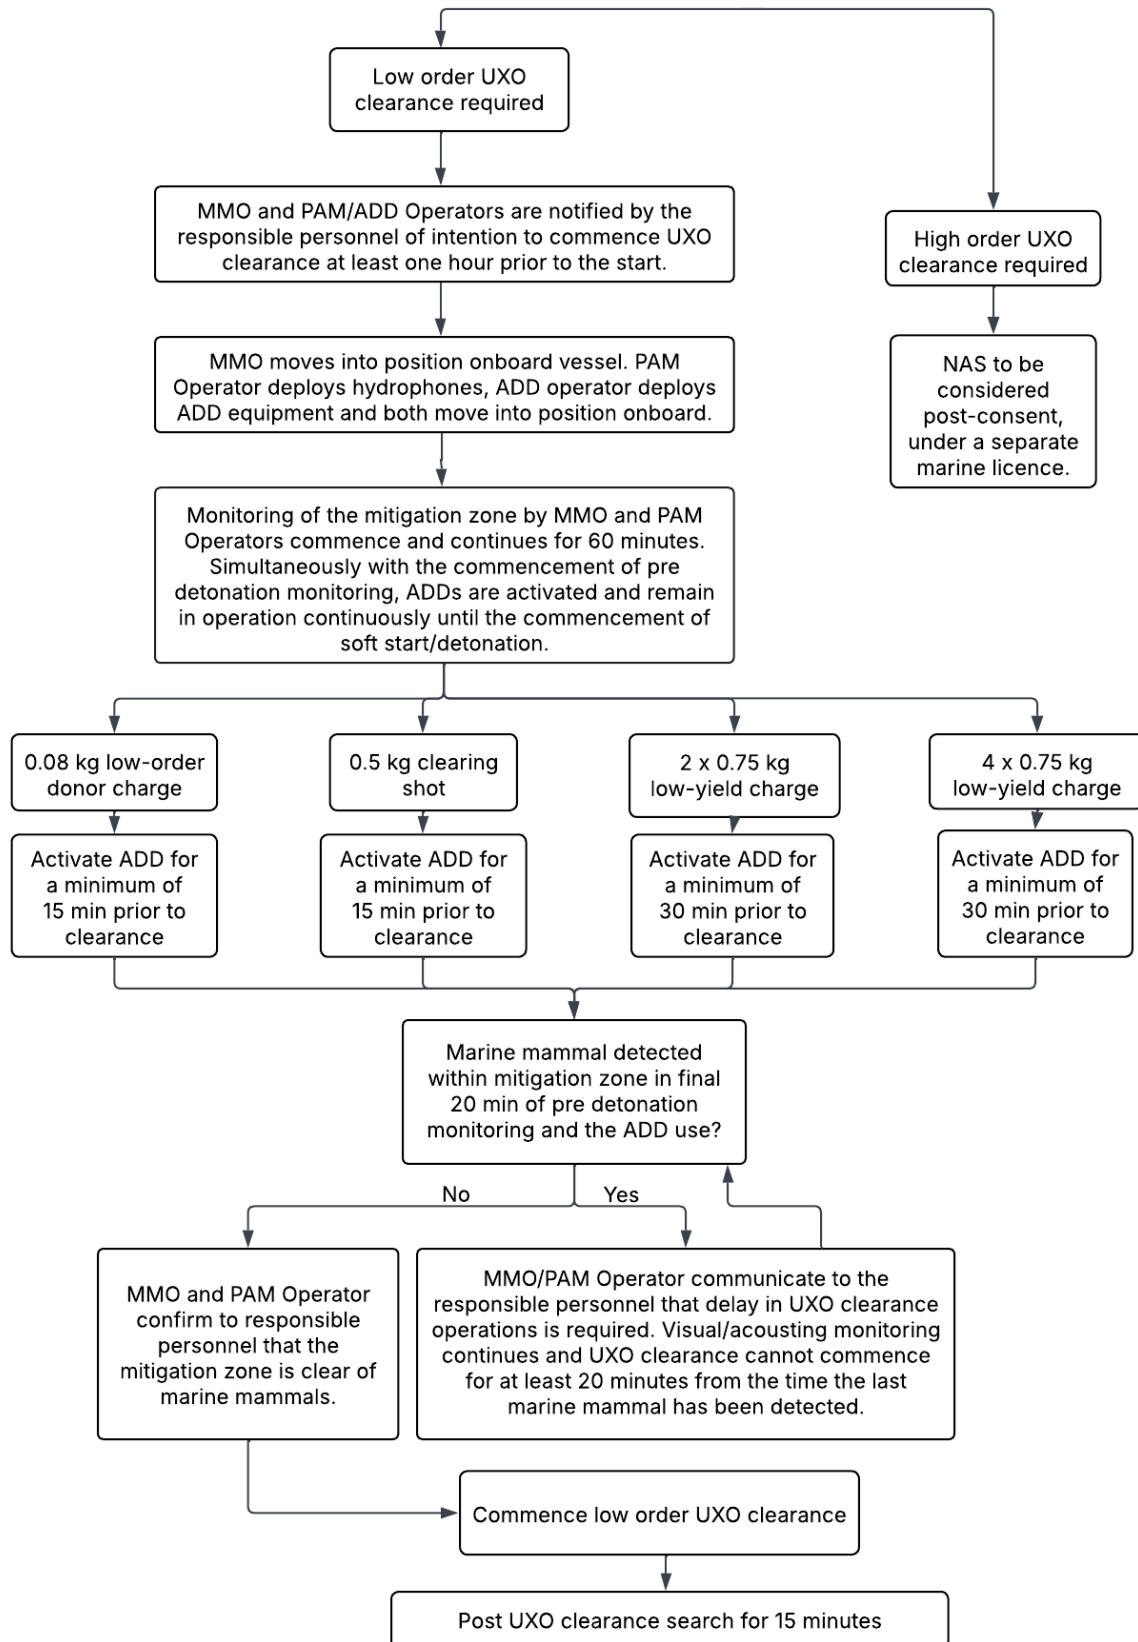 Low order UXO
clearance required
MMO and PAM/ADD Operators are notified by the
responsible personnel of intention to commence UXO
clearance at least one hour prior to the start.
High order UXO
clearance required
MMO moves into position onboard vessel. PAM
Operator deploys hydrophones, ADD operator deploys
ADD equipment and both move into position onboard.
NAS to be
considered
post-consent,
under a separate
marine licence.
Monitoring of the mitigation zone by MMO and PAM
Operators commence and continues for 60 minutes.
Simultaneously with the commencement of pre
detonation monitoring, ADDs are activated and remain
in operation continuously until the commencement of
soft start/detonation.
0.08 kg low-order
donor charge
0.5 kg clearing
shot
2 x 0.75 kg
low-yield charge
4 x 0.75 kg
low-yield charge
Activate ADD for
a minimum of
15 min prior to
clearance
Activate ADD for
a minimum of
15 min prior to
clearance
Activate ADD for
a minimum of
30 min prior to
clearance
Activate ADD for
a minimum of
30 min prior to
clearance
Marine mammal detected
within mitigation zone in final
20 min of pre detonation
monitoring and the ADD use?
No
Yes
MMO and PAM Operator
confirm to responsible
personnel that the
mitigation zone is clear of
marine mammals.
MMO/PAM Operator communicate to the
responsible personnel that delay in UXO clearance
operations is required. Visual/acousting monitoring
continues and UXO clearance cannot commence
for at least 20 minutes from the time the last
marine mammal has been detected.
Commence low order UXO clearance
Post UXO clearance search for 15 minutes